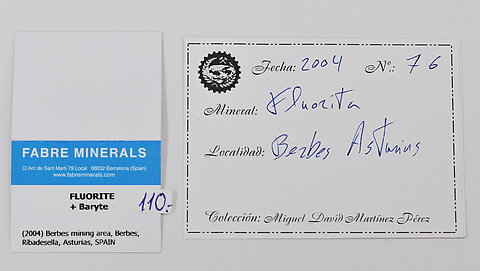 FABRE MINERALS
C/ Arc de Sant Martí 79 Local 08032 Barcelona (Spain)
www.fabreminerals.com
FLUORITE
+ Baryte
110.-
(2004) Berbes mining area, Berbes,
Ribadesella, Asturias, SPAIN
Fecha: 2004 Nº.: 76
Mineral: Fluorita
Localidad: Berbes Asturias
Colección: Miguel David Martínez Pérez